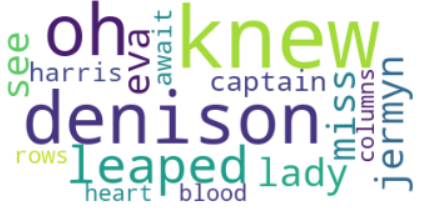 oh
knew
see
harris
eva
await
captain
denison
miss
columns
jermyn
rows
leaped
lady
heart
blood